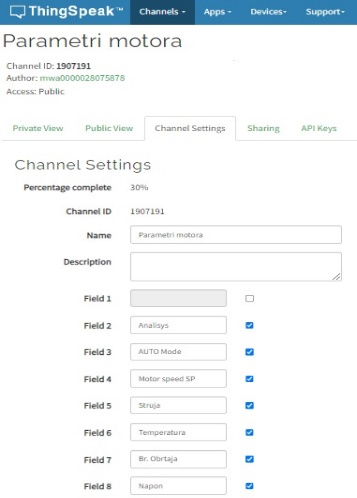 ThingSpeak™ Channels Apps Devices Support
Parametri motora
Channel ID: 1907191
Author: mwa0000028075878
Access: Public
Private View Public View Channel Settings Sharing API Keys
Channel Settings
Percentage complete 30%
Channel ID 1907191
Name Parametri motora
Description
Field 1
Field 2 Analisys
Field 3 AUTO Mode
Field 4 Motor speed SP
Field 5 Struja
Field 6 Temperatura
Field 7 Br. Obrtaja
Field 8 Napon